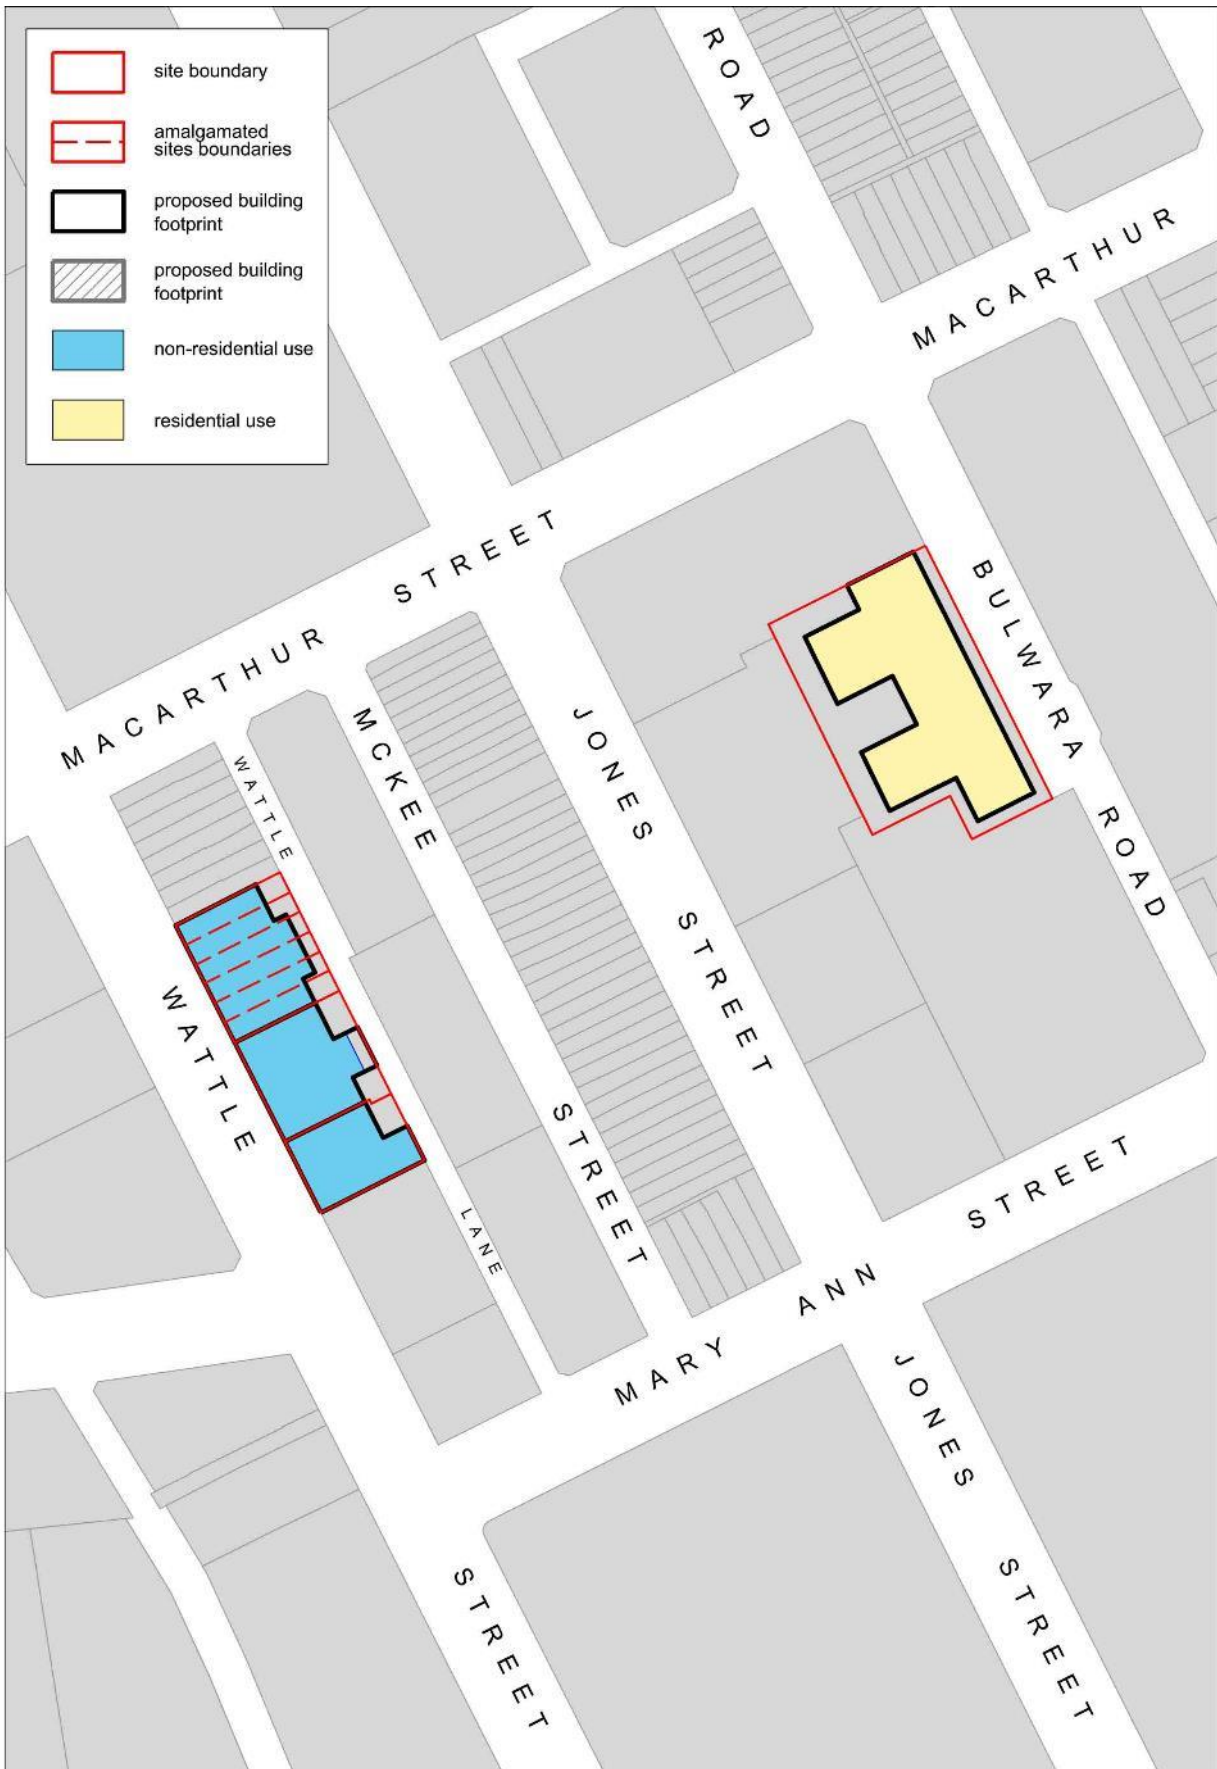 site boundary
amalgamated
sites boundaries
proposed building
footprint
proposed building
footprint
non-residential use
residential use
ROAD
MACARTHUR
MACARTHUR STREET
BULWARA ROAD
MCKEE STREET
JONES STREET
WATTLE LANE
WATTLE STREET
MARY ANN STREET
JONES STREET